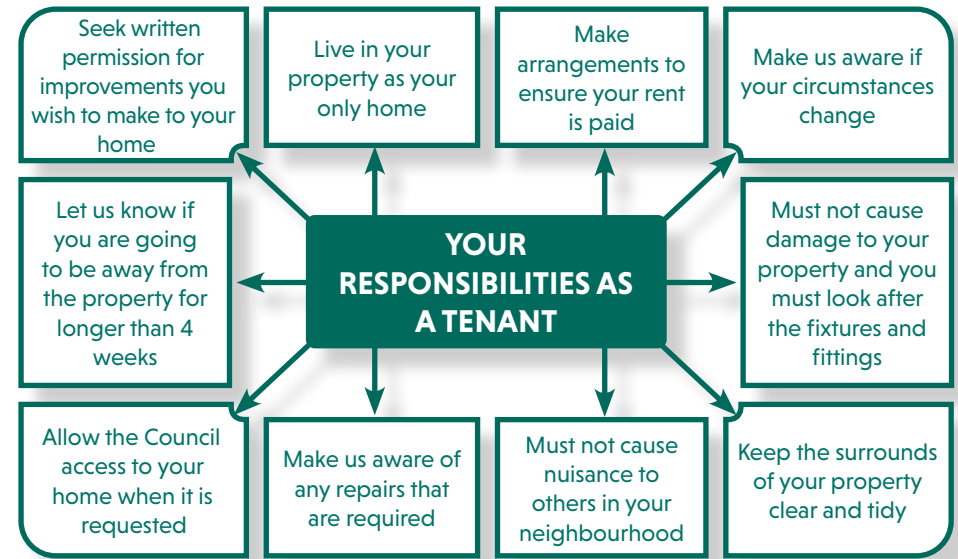 Seek written
permission for
improvements you
wish to make to your
home
Live in your
property as your
only home
Make
arrangements to
ensure your rent
is paid
Make us aware if
your circumstances
change
Let us know if
you are going
to be away from
the property for
longer than 4
weeks
YOUR
RESPONSIBILITIES AS
A TENANT
Must not cause
damage to your
property and you
must look after
the fixtures and
fittings
Allow the Council
access to your
home when it is
requested
Make us aware of
any repairs that
are required
Must not cause
nuisance to
others in your
neighbourhood
Keep the surrounds
of your property
clear and tidy